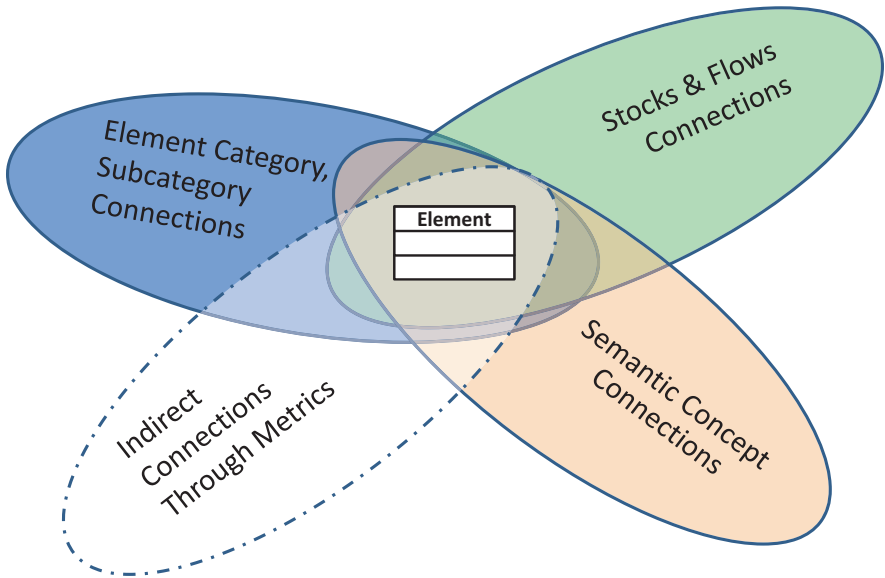 Element Category,
Subcategory
Connections
Stocks & Flows
Connections
Element
Indirect
Connections
Through Metrics
Semantic Concept
Connections